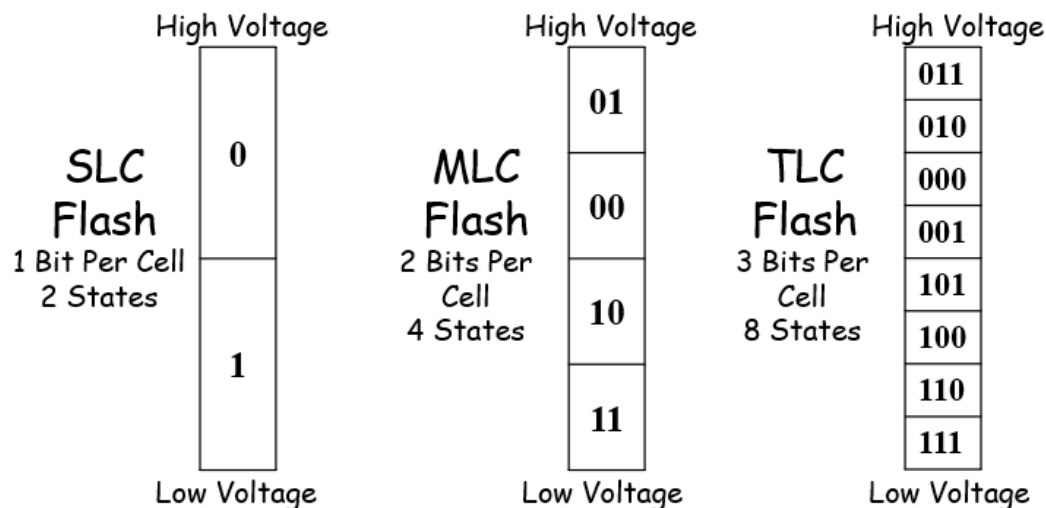 High Voltage
SLC
Flash
1 Bit Per Cell
2 States
0
1
Low Voltage
High Voltage
MLC
Flash
2 Bits Per
Cell
4 States
01
00
10
11
Low Voltage
High Voltage
TLC
Flash
3 Bits Per
Cell
8 States
011
010
000
001
101
100
110
111
Low Voltage